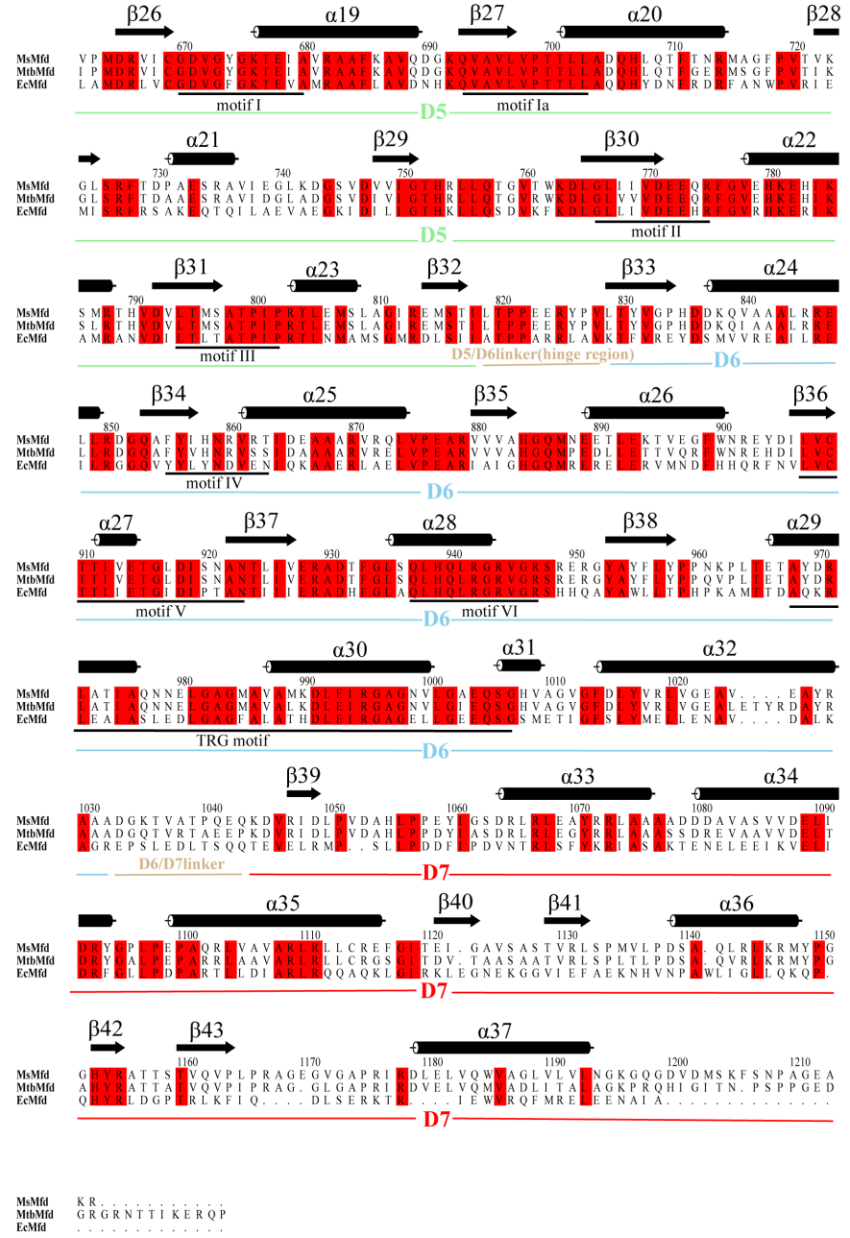 β26 α19 β27 α20 β28
670 680 690 700 710 720
MsMfd VPMDRVICGDVGYGKTEIAVRAAFKAVQDGKQVAVLVPTTLLADQHLQTFTNRMAGFPVTVK
MtbMfd IPMDRVICGDVGYGKTEIAVRAAFKAVQDGKQVAVLVPTTLLADQHLQTFGERMSGFPVTIK
EcMfd LAMDRLVCGDVGFGKTEVAMRAAFLAVDNHKQVAVLVPTTLLAQQHYDNFRDRFANWPVRIE
motif I motif Ia
D5
α21 β29 β30 α22
730 740 750 760 770 780
MsMfd GLSRFTDPAESRAVIEGLKDGSVDVVIGTHRLLQTGVTWKDLGLIIVDEEQRFGVEHKEHIK
MtbMfd GLSRFTDAAESRAVIDGLADGSVDIVIGTHRLLQTGVRWKDLGLVVVDEEQRFGVEHKEHIK
EcMfd MISRFRSAKEQTQILAEVAEGKIDILIGTHKLLQSDVKFKDLGLLIVDEEHRFGVRHKERIK
motif II
D5
β31 α23 β32 β33 α24
790 800 810 820 830 840
MsMfd SMRTHVDVLTMSATPIPRTLEMSLAGIREMSTILTPPEERYPVLTYVGPHDDKQVAAALRRE
MtbMfd SLRTHVDVLTMSATPIPRTLEMSLAGIREMSTILTPPEERYPVLTYVGPHDDKQIAAALRRE
EcMfd AMRANVDILTLTATPIPRTLNMAMSGMRDLSIIATPPARRLAVKTFVREYDSMVVREAILRE
motif III
D5/D6linker(hinge region)
D6
β34 α25 β35 α26 β36
850 860 870 880 890 900
MsMfd LLRDGQAFYIHNRVRTIDEAAARVRQLVPEARVVVAHGQMNEETLEKTVEGFWNREYDILVC
MtbMfd LLRDGQAFYVHNRVSSIDAAAARVRELVPEARVVVAHGQMPEDLLETTVQRFWNREHDILVC
EcMfd ILRGGQVYYLYNDVENIQKAAERLAELVPEARIAIGHGQMRERELERVMNDFHHQRFNVLVC
motif IV
D6
α27 β37 α28 β38 α29
910 920 930 940 950 960 970
MsMfd TTIVETGLDISNANTLIVERADTFGLSQLHQLRGRVGRSRERGYAYFLYPPNKPLTETAYDR
MtbMfd TTIVETGLDISNANTLIVERADTFGLSQLHQLRGRVGRSRERGYAYFLYPPQVPLTETAYDR
EcMfd TTIIETGIDIPTANTIIIERADHFGLAQLHQLRGRVGRSHHQAYAWLLTPHPKAMTTDAQKR
motif V motif VI
D6
α30 α31 α32
980 990 1000 1010 1020
MsMfd LATIAQNNELGAGMAVAMKDLEIRGAGNVLGAEQSGHVAGVGFDLYVRLVGEAV....EAYR
MtbMfd LATIAQNNELGAGMAVALKDLEIRGAGNVLGIEQSGHVAGVGFDLYVRLVGEALETYRDAYR
EcMfd LEAIASLEDLGAGFALATHDLEIRGAGELLGEEQSGSMETIGFSLYMELLENAV....DALK
TRG motif
D6
β39 α33 α34
1030 1040 1050 1060 1070 1080 1090
MsMfd AAADGKTVATPQEQKDVRIDLPVDAHLPPEYIGSDRLRLEAYRRLAAAADDDAVASVVDELI
MtbMfd AAADGQTVRTAEEPKDVRIDLPVDAHLPPDYIASDRLRLEGYRRLAAASSDREVAAVVDELT
EcMfd AGREPSLEDLTSQQTEVELRMP..SLLPDDFIPDVNTRLSFYKRIASAKTENELEEIKVELI
D6/D7linker
D7
α35 β40 β41 α36
1100 1110 1120 1130 1140 1150
MsMfd DRYGPLPEPAQRLVAVARLRLLCREFGITEI.GAVSASTVRLSPMVLPDSA.QLRLKRMYPG
MtbMfd DRYGALPEPARRLAAVARLRLLCRGSGITDV.TAASAATVRLSPLTLPDSA.QVRLKRMYPG
EcMfd DRFGLLPDPARTLLDIARLRQQAQKLGIRKLEGNEKGGVIEFAEKNHVNPAWLIGLLQKQP.
D7
β42 β43 α37
1160 1170 1180 1190 1200 1210
MsMfd GHYRATTSTVQVPLPRAGEGVGAPRIRDLELVQWVAGLVLVLNGKGQGDVDMSKFSNPAGEA
MtbMfd AHYRATTATVQVPIPRAG.GLGAPRIRDVELVQMVADLITALAGKPRQHIGITN.PSPPGED
EcMfd QHYRLDGPTRLKFIQ....DLSERKTR....IEWVRQFMRELEENAIA..............
D7
MsMfd KR...........
MtbMfd GRGRNTTIKERQP
EcMfd .............